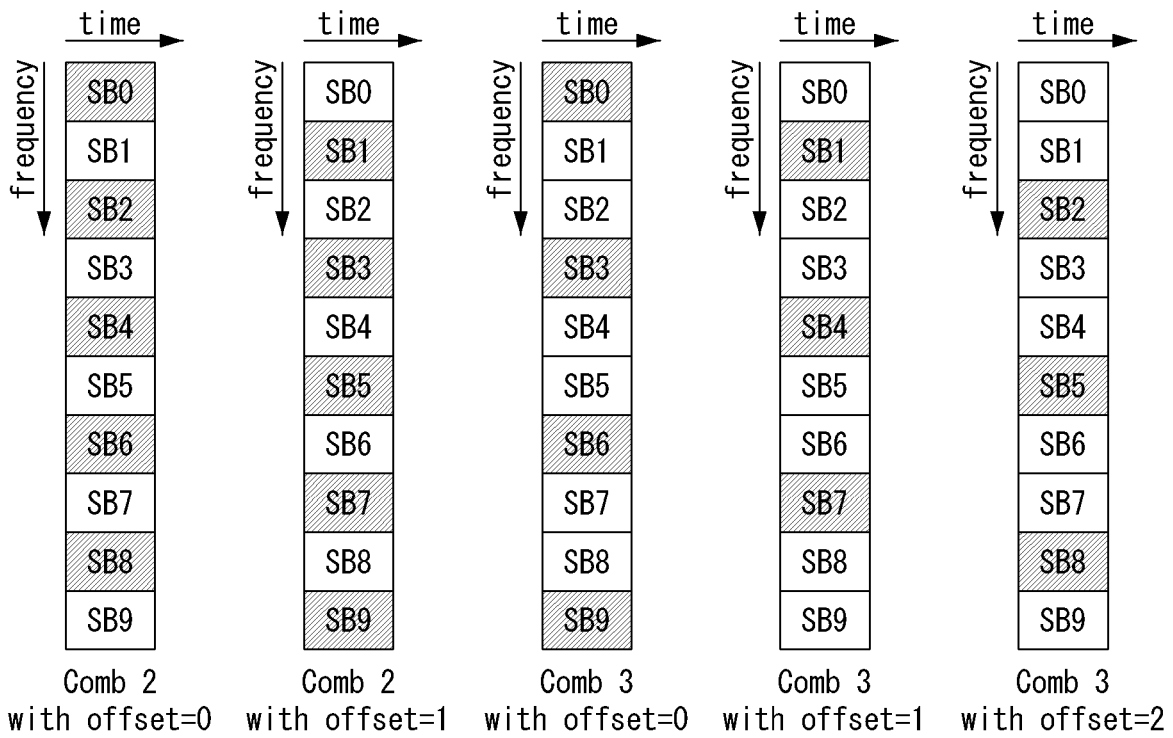 time
frequency
SB0
SB1
SB2
SB3
SB4
SB5
SB6
SB7
SB8
SB9
Comb 2
with offset=0
time
frequency
SB0
SB1
SB2
SB3
SB4
SB5
SB6
SB7
SB8
SB9
Comb 2
with offset=1
time
frequency
SB0
SB1
SB2
SB3
SB4
SB5
SB6
SB7
SB8
SB9
Comb 3
with offset=0
time
frequency
SB0
SB1
SB2
SB3
SB4
SB5
SB6
SB7
SB8
SB9
Comb 3
with offset=1
time
frequency
SB0
SB1
SB2
SB3
SB4
SB5
SB6
SB7
SB8
SB9
Comb 3
with offset=2